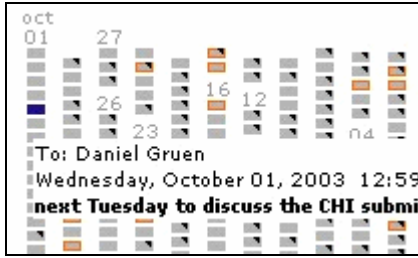 oct
01 27
16
26 12
23 04
To: Daniel Gruen
Wednesday, October 01, 2003 12:59
next Tuesday to discuss the CHI submi